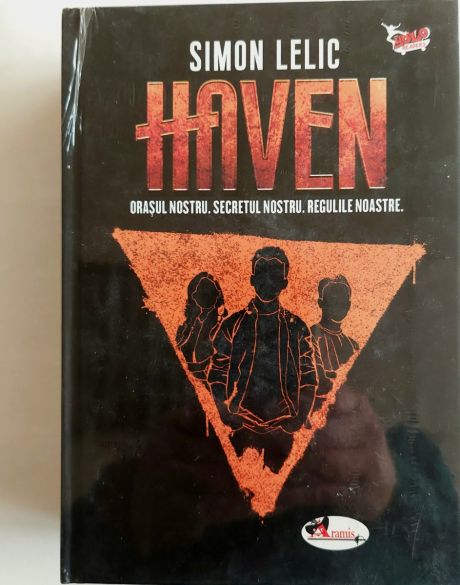 SIMON LELIC
HAVEN
ORAȘUL NOSTRU. SECRETUL NOSTRU. REGULILE NOASTRE.
Aramis